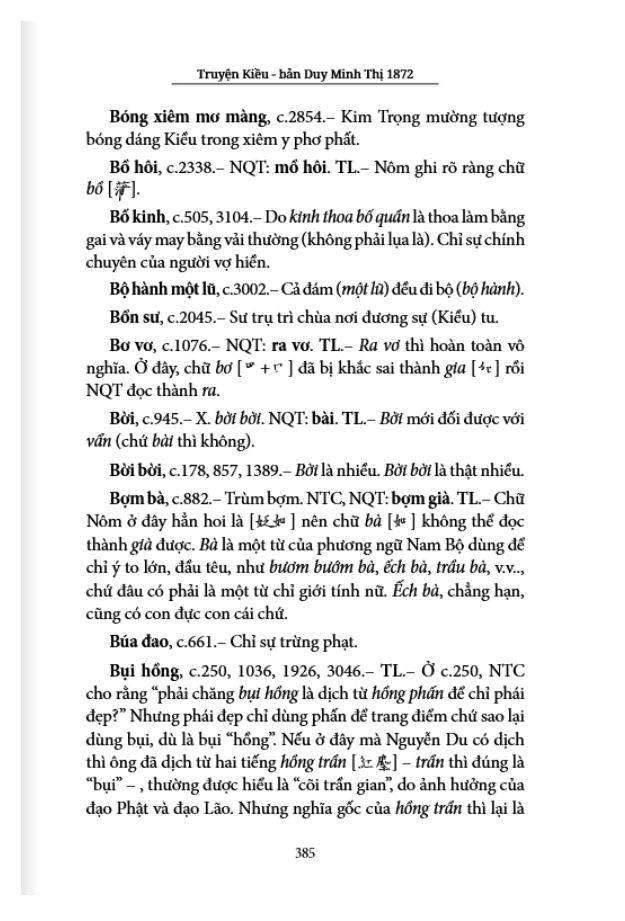 Truyện Kiều - bản Duy Minh Thị 1872
Bóng xiêm mơ màng, c.2854.– Kim Trọng mường tượng
bóng dáng Kiều trong xiêm y phơ phất.
Bồ hôi, c.2338.– NQT: mồ hôi. TL.– Nôm ghi rõ ràng chữ
bồ [蒲].
Bố kinh, c.505, 3104.– Do kinh thoa bố quần là thoa làm bằng
gai và váy may bằng vải thường (không phải lụa là). Chỉ sự chính
chuyên của người vợ hiền.
Bộ hành một lũ, c.3002.– Cả đám (một lũ) đều đi bộ (bộ hành).
Bổn sư, c.2045.– Sư trụ trì chùa nơi đương sự (Kiều) tu.
Bơ vơ, c.1076.– NQT: ra vơ. TL.– Ra vơ thì hoàn toàn vô
nghĩa. Ở đây, chữ bơ [ + ] đã bị khắc sai thành gia [ ] rồi
NQT đọc thành ra.
Bời, c.945.– X. bời bời. NQT: bài. TL.– Bời mới đối được với
vắn (chứ bài thì không).
Bời bời, c.178, 857, 1389.– Bời là nhiều. Bời bời là thật nhiều.
Bợm bà, c.882.– Trùm bợm. NTC, NQT: bợm già. TL.– Chữ
Nôm ở đây hẳn hoi là [ ] nên chữ bà [ ] không thể đọc
thành già được. Bà là một từ của phương ngữ Nam Bộ dùng để
chỉ ý to lớn, đầu têu, như bươm bướm bà, ếch bà, trầu bà, v.v..,
chứ đâu có phải là một từ chỉ giới tính nữ. Ếch bà, chẳng hạn,
cũng có con đực con cái chứ.
Búa đao, c.661.– Chỉ sự trừng phạt.
Bụi hồng, c.250, 1036, 1926, 3046.– TL.– Ở c.250, NTC
cho rằng “phải chăng bụi hồng là dịch từ hồng phấn để chỉ phái
đẹp?” Nhưng phái đẹp chỉ dùng phấn để trang điểm chứ sao lại
dùng bụi, dù là bụi “hồng”. Nếu ở đây mà Nguyễn Du có dịch
thì ông đã dịch từ hai tiếng hồng trần [紅塵] – trần thì đúng là
“bụi” – , thường được hiểu là “cõi trần gian”, do ảnh hưởng của
đạo Phật và đạo Lão. Nhưng nghĩa gốc của hồng trần thì lại là
385